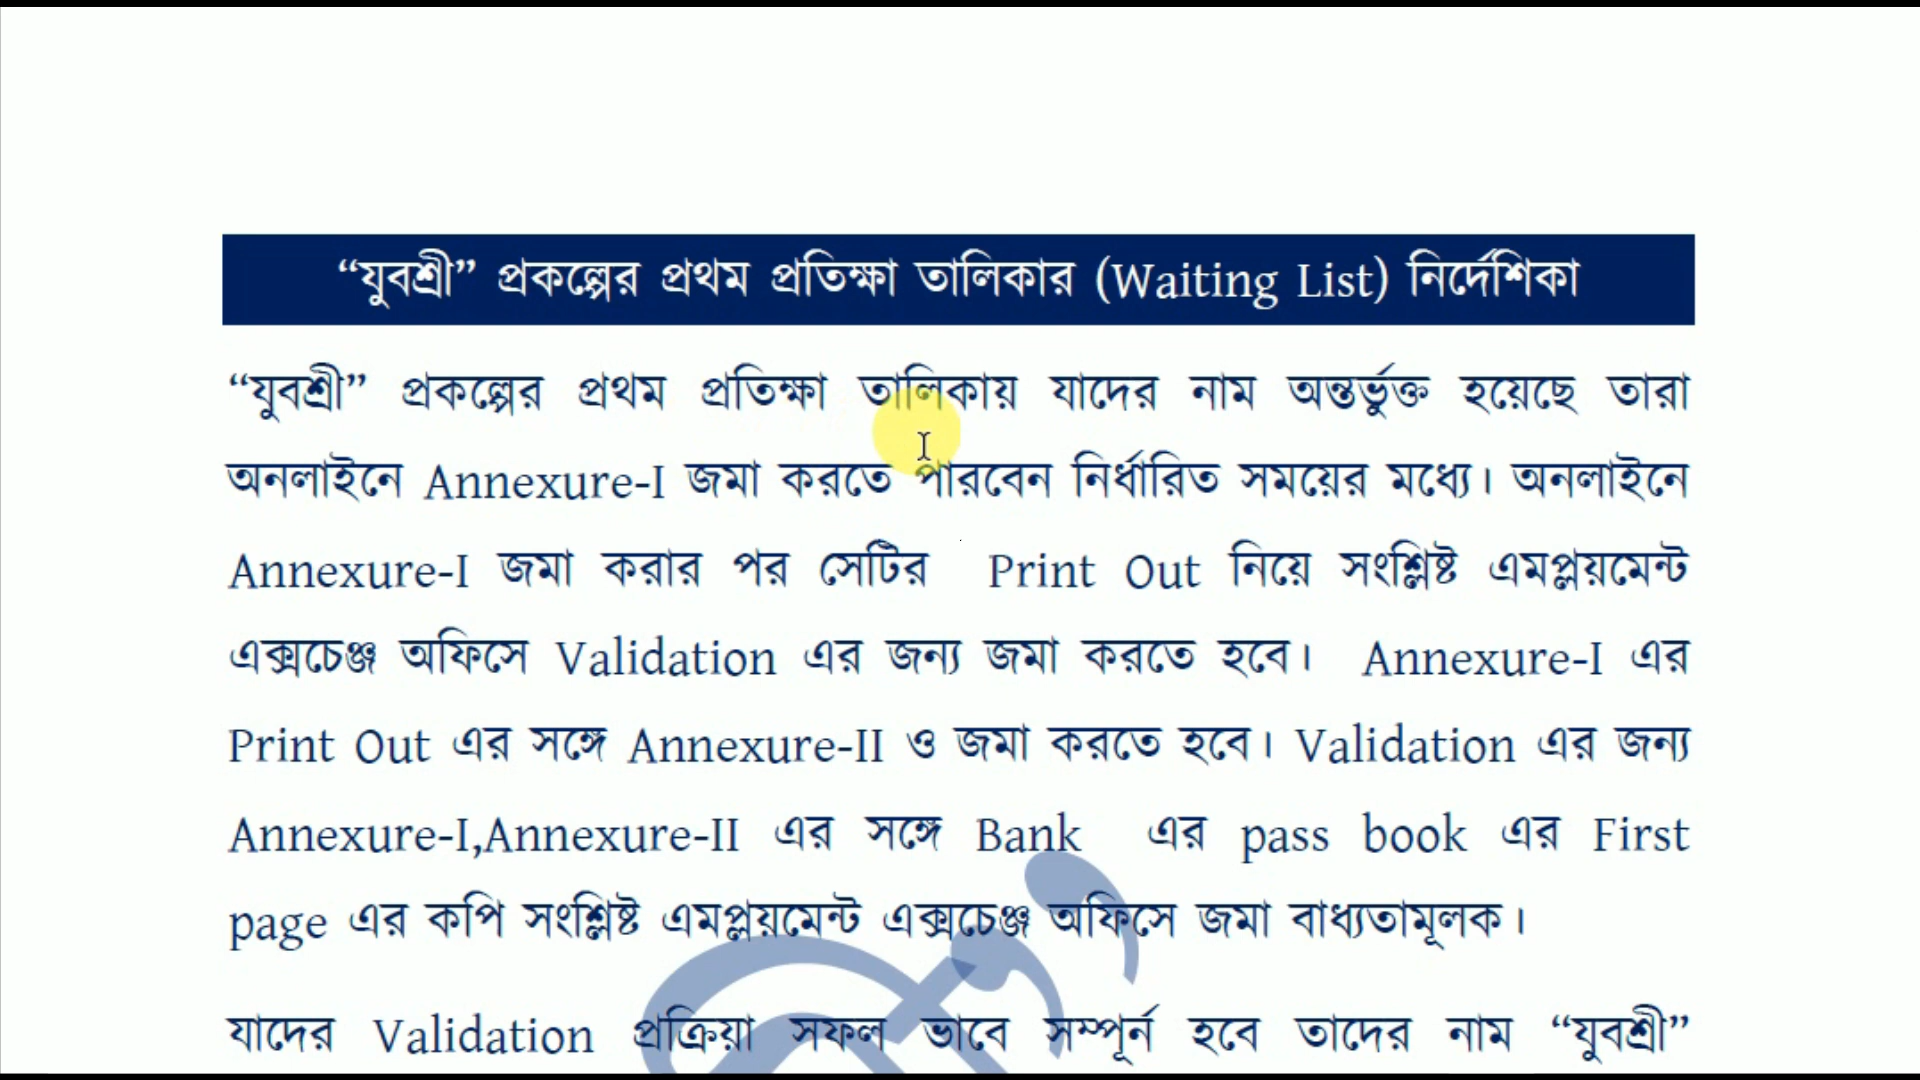 “যুবশ্রী” প্রকল্পের প্রথম প্রতিক্ষা তালিকার (Waiting List) নির্দেশিকা
“যুবশ্রী” প্রকল্পের প্রথম প্রতিক্ষা তালিকায় যাদের নাম অন্তর্ভুক্ত হয়েছে তারা
অনলাইনে Annexure-I জমা করতে পারবেন নির্ধারিত সময়ের মধ্যে। অনলাইনে
Annexure-I জমা করার পর সেটির Print Out নিয়ে সংশ্লিষ্ট এমপ্লয়মেন্ট
এক্সচেঞ্জ অফিসে Validation এর জন্য জমা করতে হবে। Annexure-I এর
Print Out এর সঙ্গে Annexure-II ও জমা করতে হবে। Validation এর জন্য
Annexure-I,Annexure-II এর সঙ্গে Bank এর pass book এর First
page এর কপি সংশ্লিষ্ট এমপ্লয়মেন্ট এক্সচেঞ্জ অফিসে জমা বাধ্যতামূলক।
যাদের Validation প্রক্রিয়া সফল ভাবে সম্পূর্ন হবে তাদের নাম “যুবশ্রী”